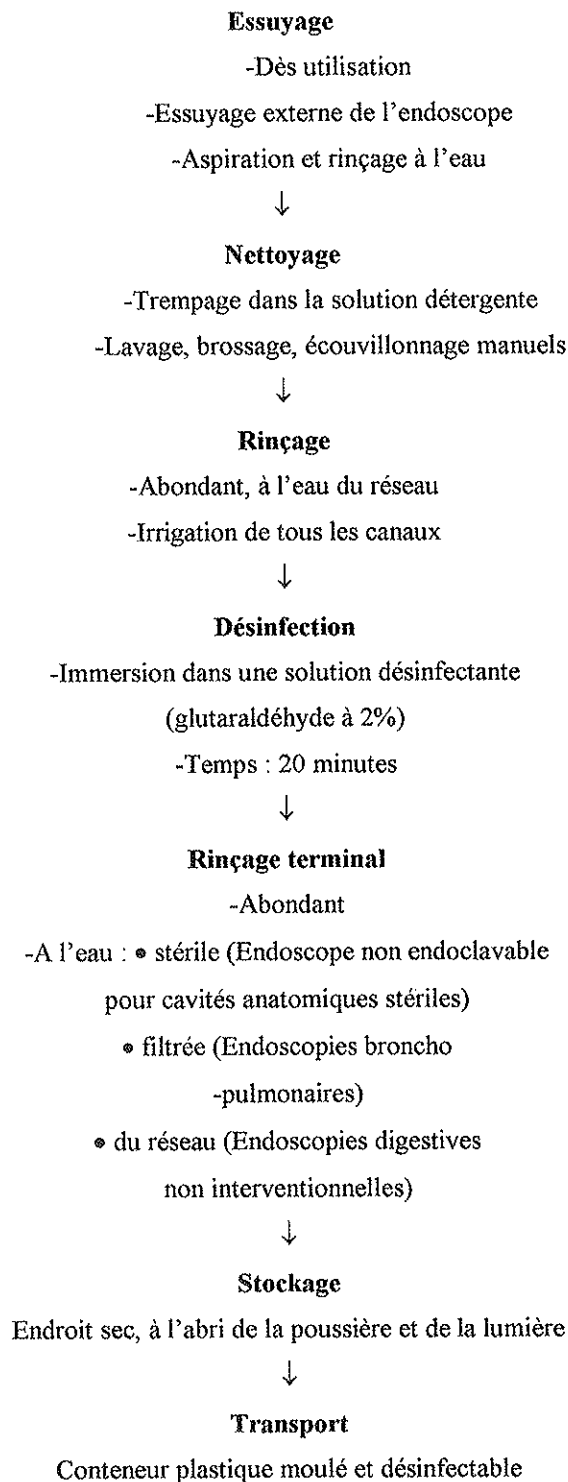 Essuyage
-Dès utilisation
-Essuyage externe de l'endoscope
-Aspiration et rinçage à l'eau
↓
Nettoyage
-Trempage dans la solution détergente
-Lavage, brossage, écouvillonnage manuels
↓
Rinçage
-Abondant, à l'eau du réseau
-Irrigation de tous les canaux
↓
Désinfection
-Immersion dans une solution désinfectante
(glutaraldéhyde à 2%)
-Temps : 20 minutes
↓
Rinçage terminal
-Abondant
-A l'eau : • stérile (Endoscope non endoclavable
pour cavités anatomiques stériles)
• filtrée (Endoscopies broncho
-pulmonaires)
• du réseau (Endoscopies digestives
non interventionnelles)
↓
Stockage
Endroit sec, à l'abri de la poussière et de la lumière
↓
Transport
Conteneur plastique moulé et désinfectable